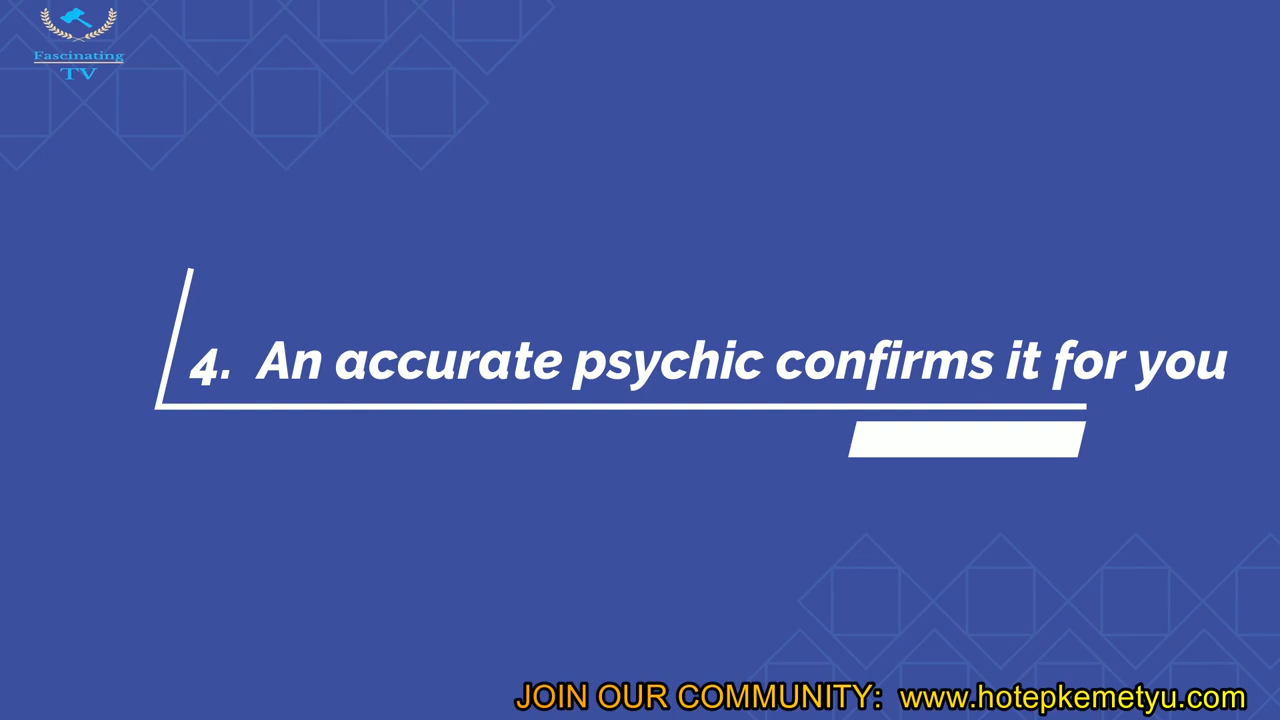 Fascinating
TV
4. An accurate psychic confirms it for you
JOIN OUR COMMUNITY: www.hotepkemetyu.com